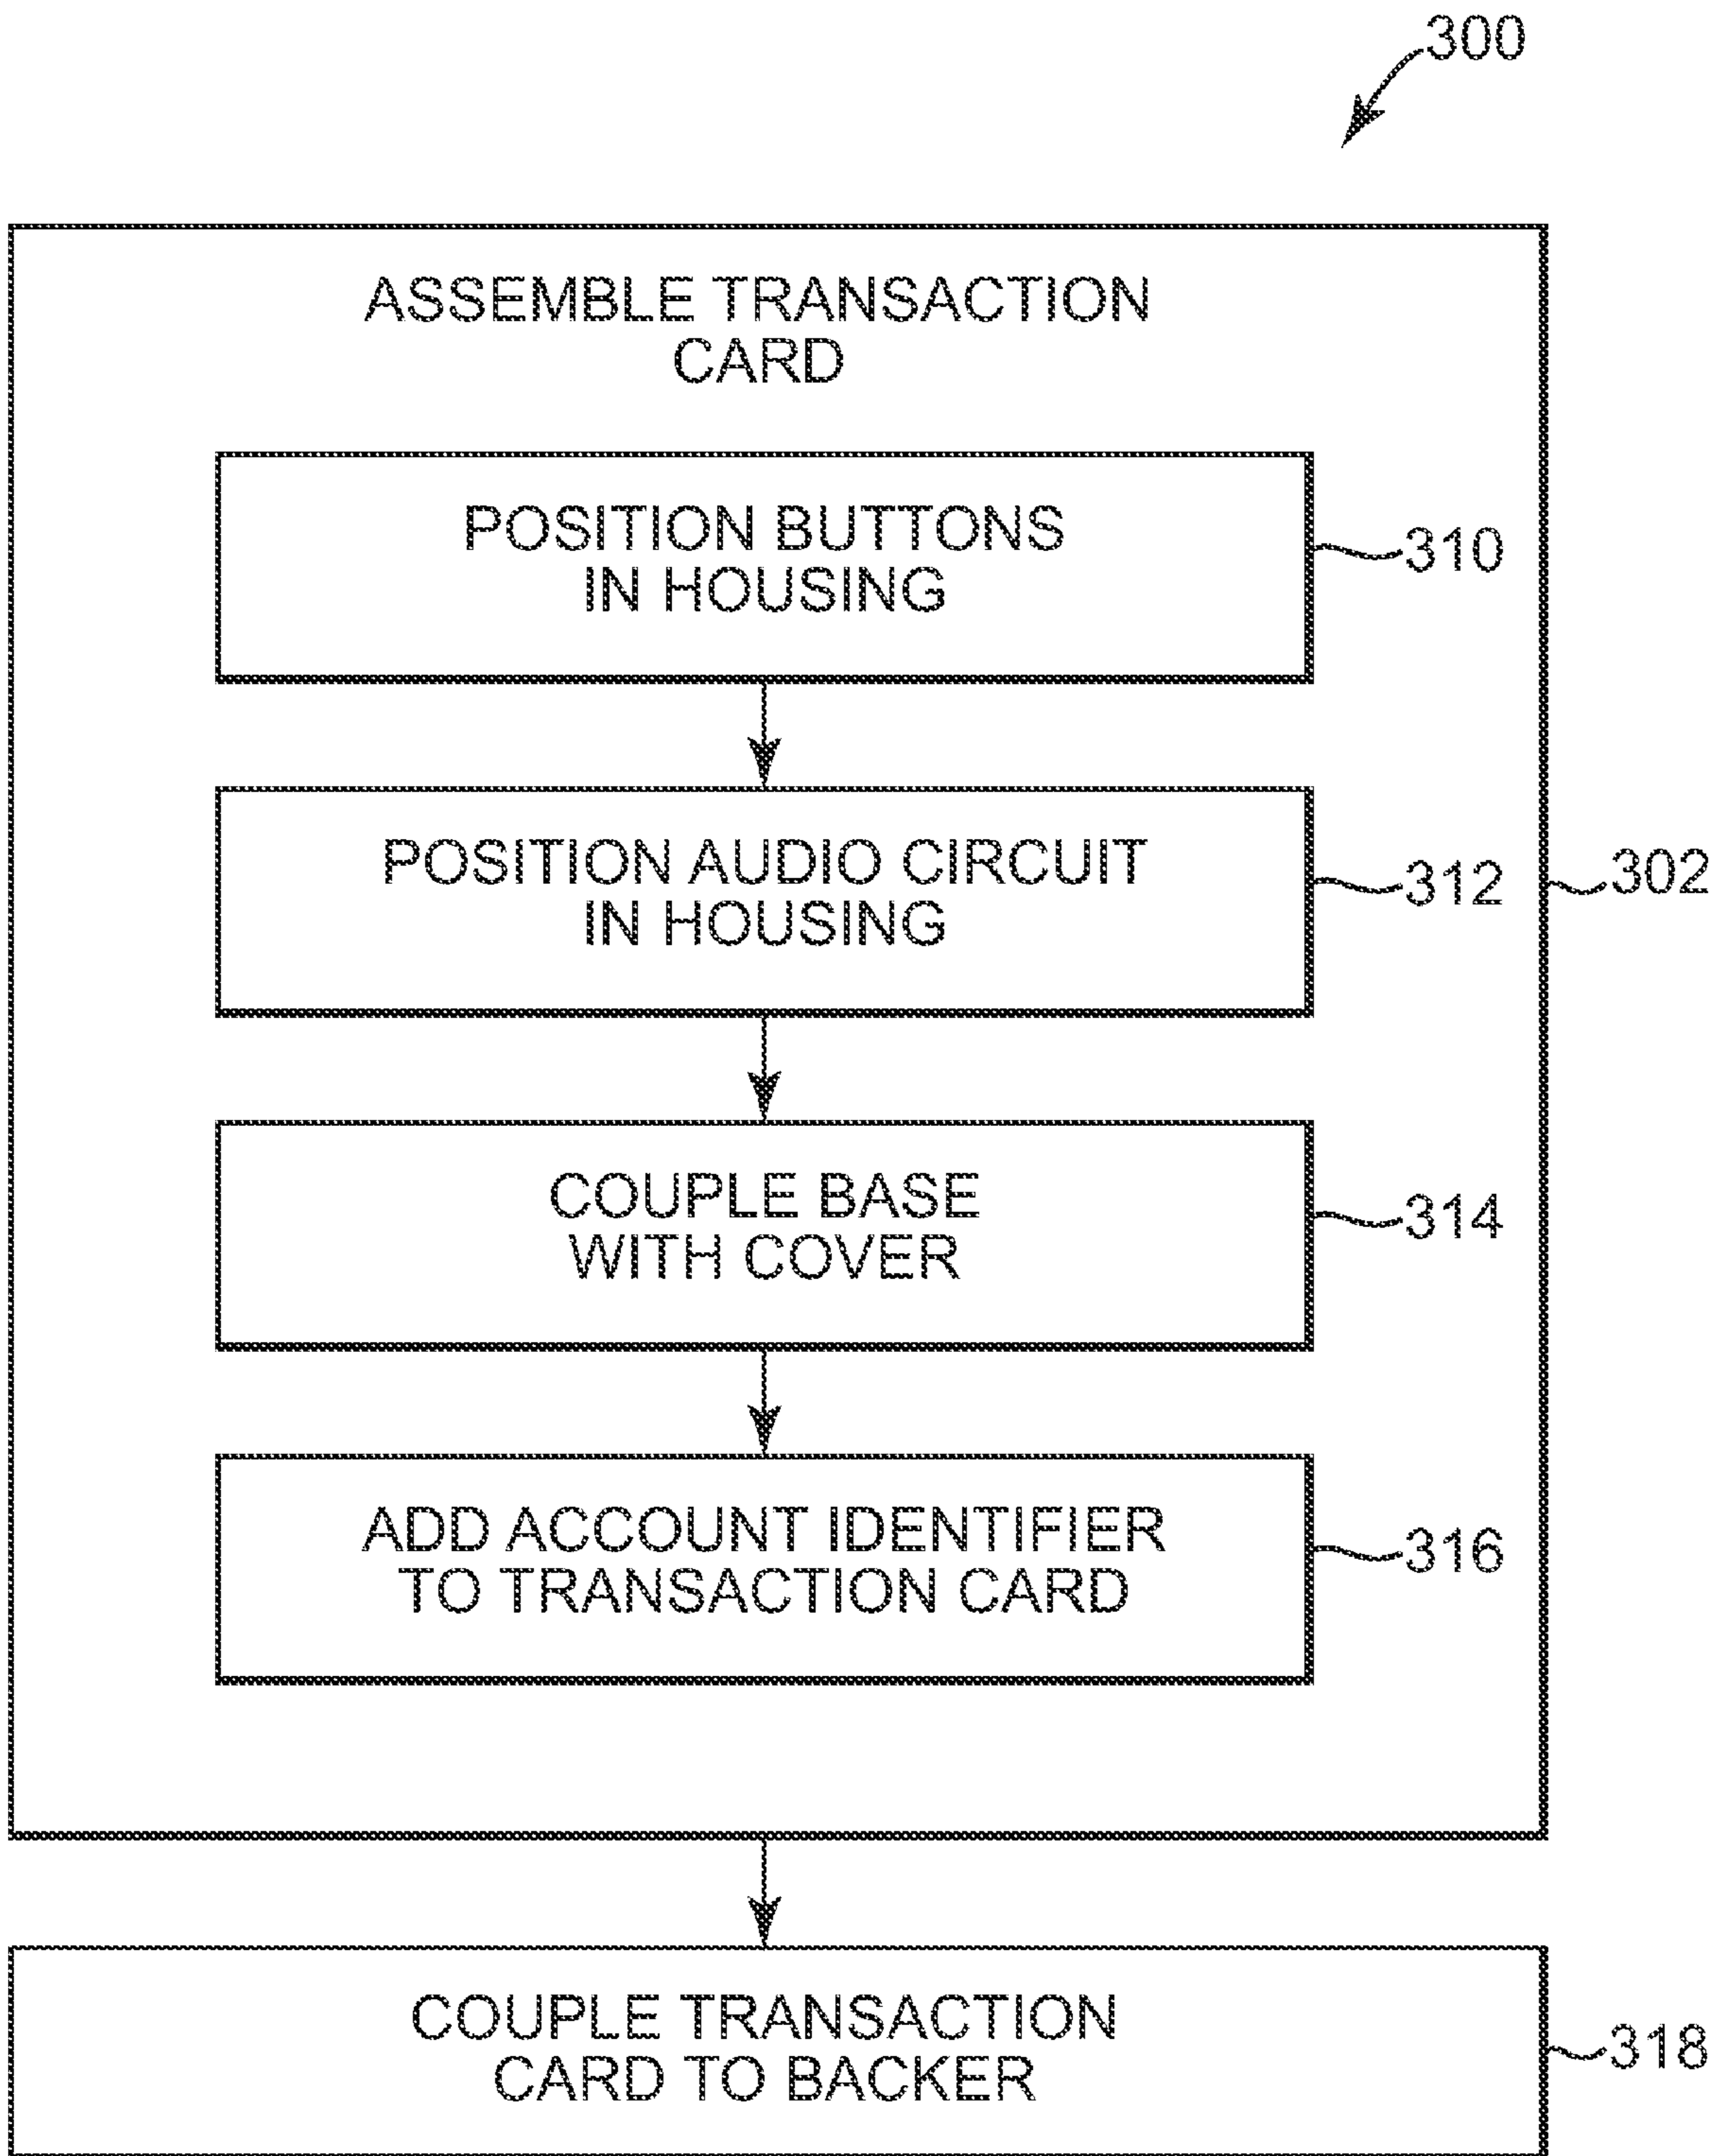 300
ASSEMBLE TRANSACTION
CARD
POSITION BUTTONS
IN HOUSING
310
POSITION AUDIO CIRCUIT
IN HOUSING
312
302
COUPLE BASE
WITH COVER
314
ADD ACCOUNT IDENTIFIER
TO TRANSACTION CARD
316
COUPLE TRANSACTION
CARD TO BACKER
318